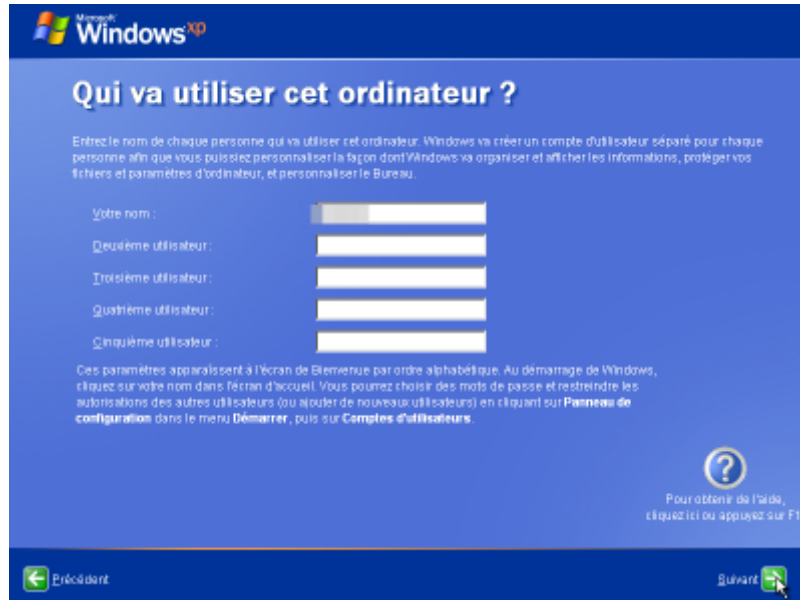 Microsoft
Windows xp
Qui va utiliser cet ordinateur ?
Entrez le nom de chaque personne qui va utiliser cet ordinateur. Windows va créer un compte d'utilisateur séparé pour chaque
personne afin que vous puissiez personnaliser la façon dont Windows va organiser et afficher les informations, protéger vos
fichiers et paramètres d'ordinateur, et personnaliser le Bureau.
Votre nom :
Deuxième utilisateur :
Troisième utilisateur :
Quatrième utilisateur :
Cinquième utilisateur :
Ces paramètres apparaîssent à l'écran de Bienvenue par ordre alphabétique. Au démarrage de Windows,
cliquez sur votre nom dans l'écran d'accueil. Vous pourrez choisir des mots de passe et restreindre les
autorisations des autres utilisateurs (ou ajouter de nouveaux utilisateurs) en cliquant sur Panneau de
configuration dans le menu Démarrer, puis sur Comptes d'utilisateurs.
Pour obtenir de l'aide,
cliquez ici ou appuyez sur F1
Précédent
Suivant